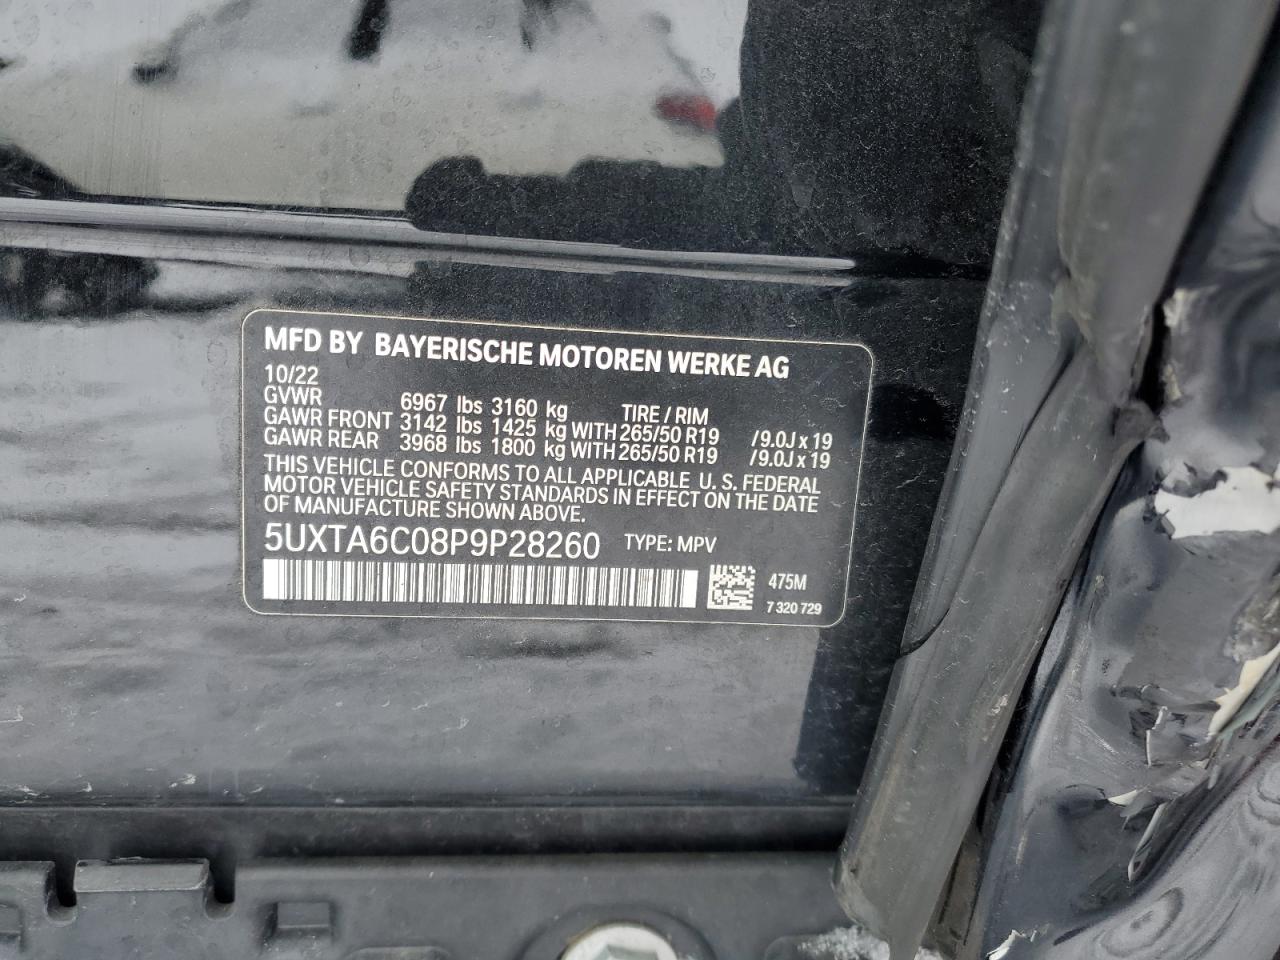 MFD BY BAYERISCHE MOTOREN WERKE AG
10/22
GVWR 6967 lbs 3160 kg TIRE / RIM
GAWR FRONT 3142 lbs 1425 kg WITH 265/50 R19 /9.0J x 19
GAWR REAR 3968 lbs 1800 kg WITH 265/50 R19 /9.0J x 19
THIS VEHICLE CONFORMS TO ALL APPLICABLE U. S. FEDERAL
MOTOR VEHICLE SAFETY STANDARDS IN EFFECT ON THE DATE
OF MANUFACTURE SHOWN ABOVE.
5UXTA6C08P9P28260 TYPE: MPV
475M
7 320 729